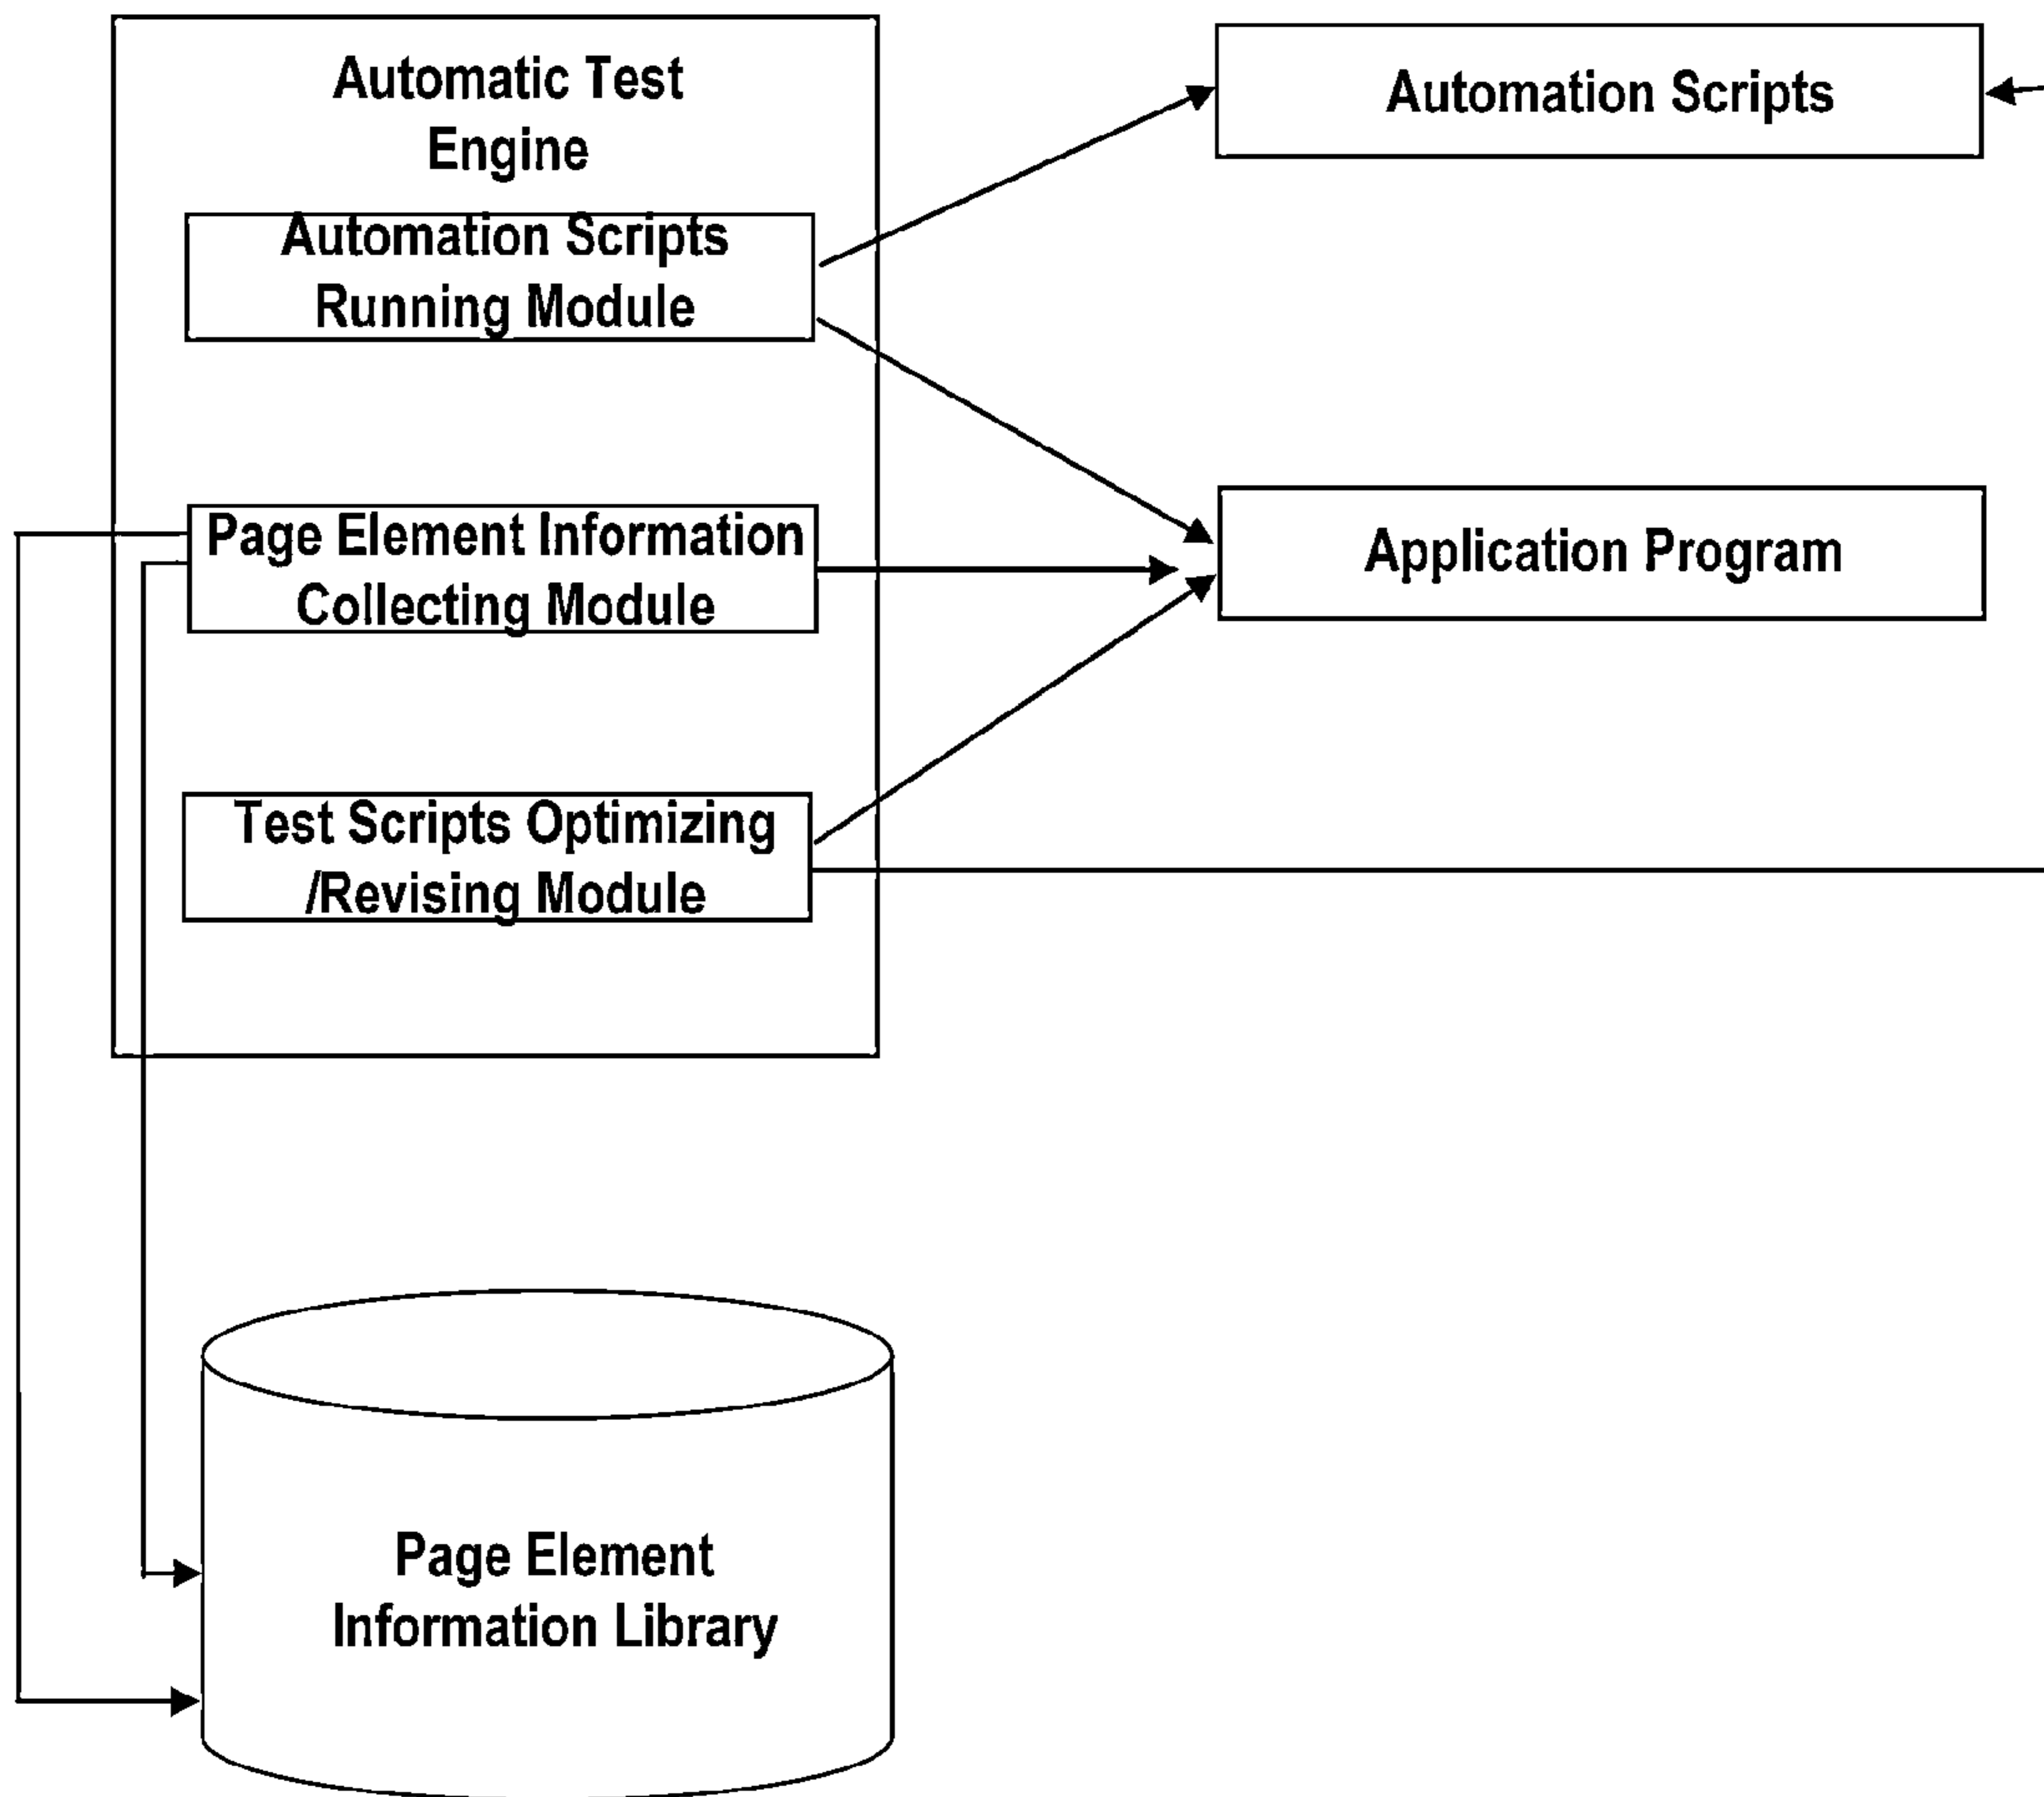 Automatic Test
Engine
Automation Scripts
Running Module
Page Element Information
Collecting Module
Test Scripts Optimizing
/Revising Module
Automation Scripts
Application Program
Page Element
Information Library